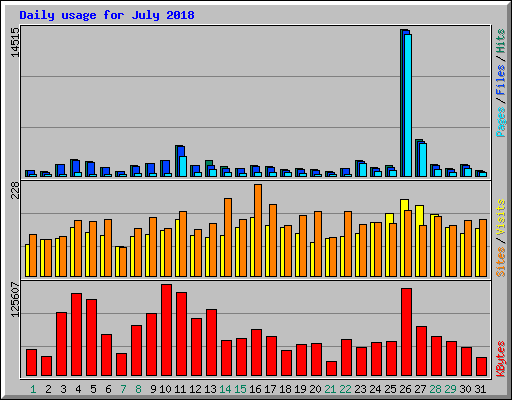 Daily usage for July 2018
14515
Pages / Files / Hits
228
Sites / Visits
125607
KBytes
1 2 3 4 5 6 7 8 9 10 11 12 13 14 15 16 17 18 19 20 21 22 23 24 25 26 27 28 29 30 31